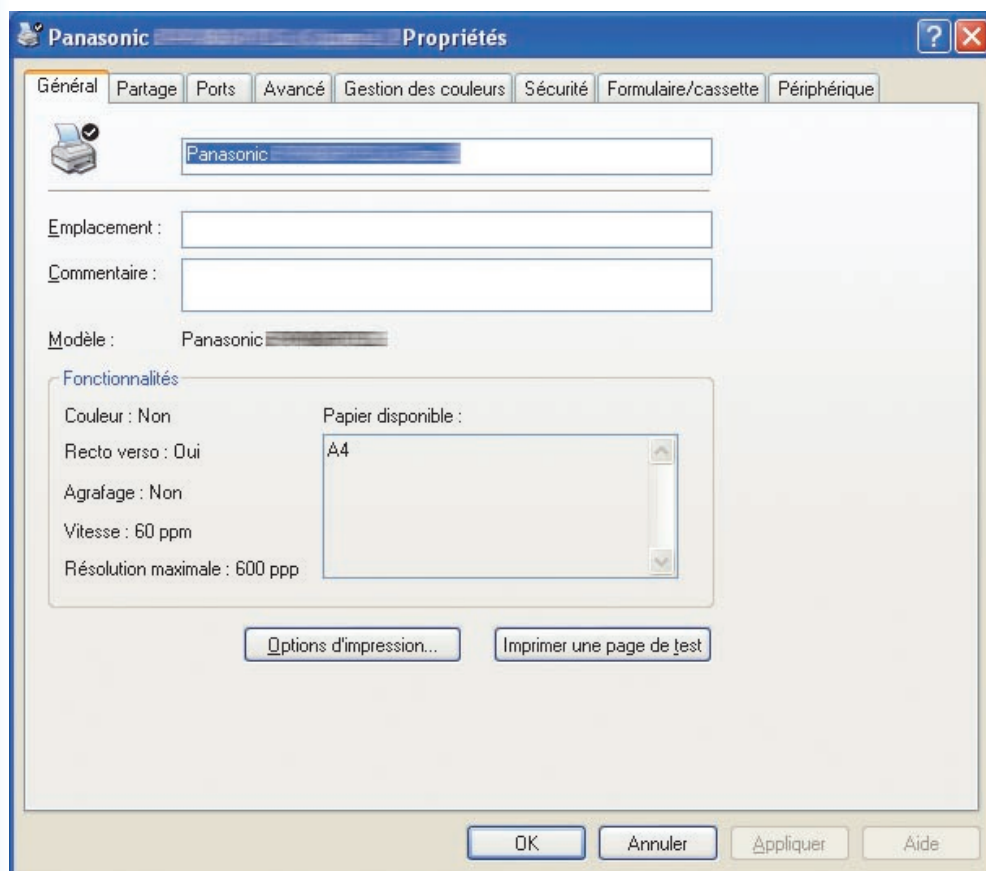 Panasonic Propriétés
Général Partage Ports Avancé Gestion des couleurs Sécurité Formulaire/cassette Périphérique
Panasonic
Emplacement :
Commentaire :
Modèle : Panasonic
Fonctionnalités
Couleur : Non Papier disponible :
Recto verso : Oui A4
Agrafage : Non
Vitesse : 60 ppm
Résolution maximale : 600 ppp
Options d'impression... Imprimer une page de test
OK Annuler Appliquer Aide